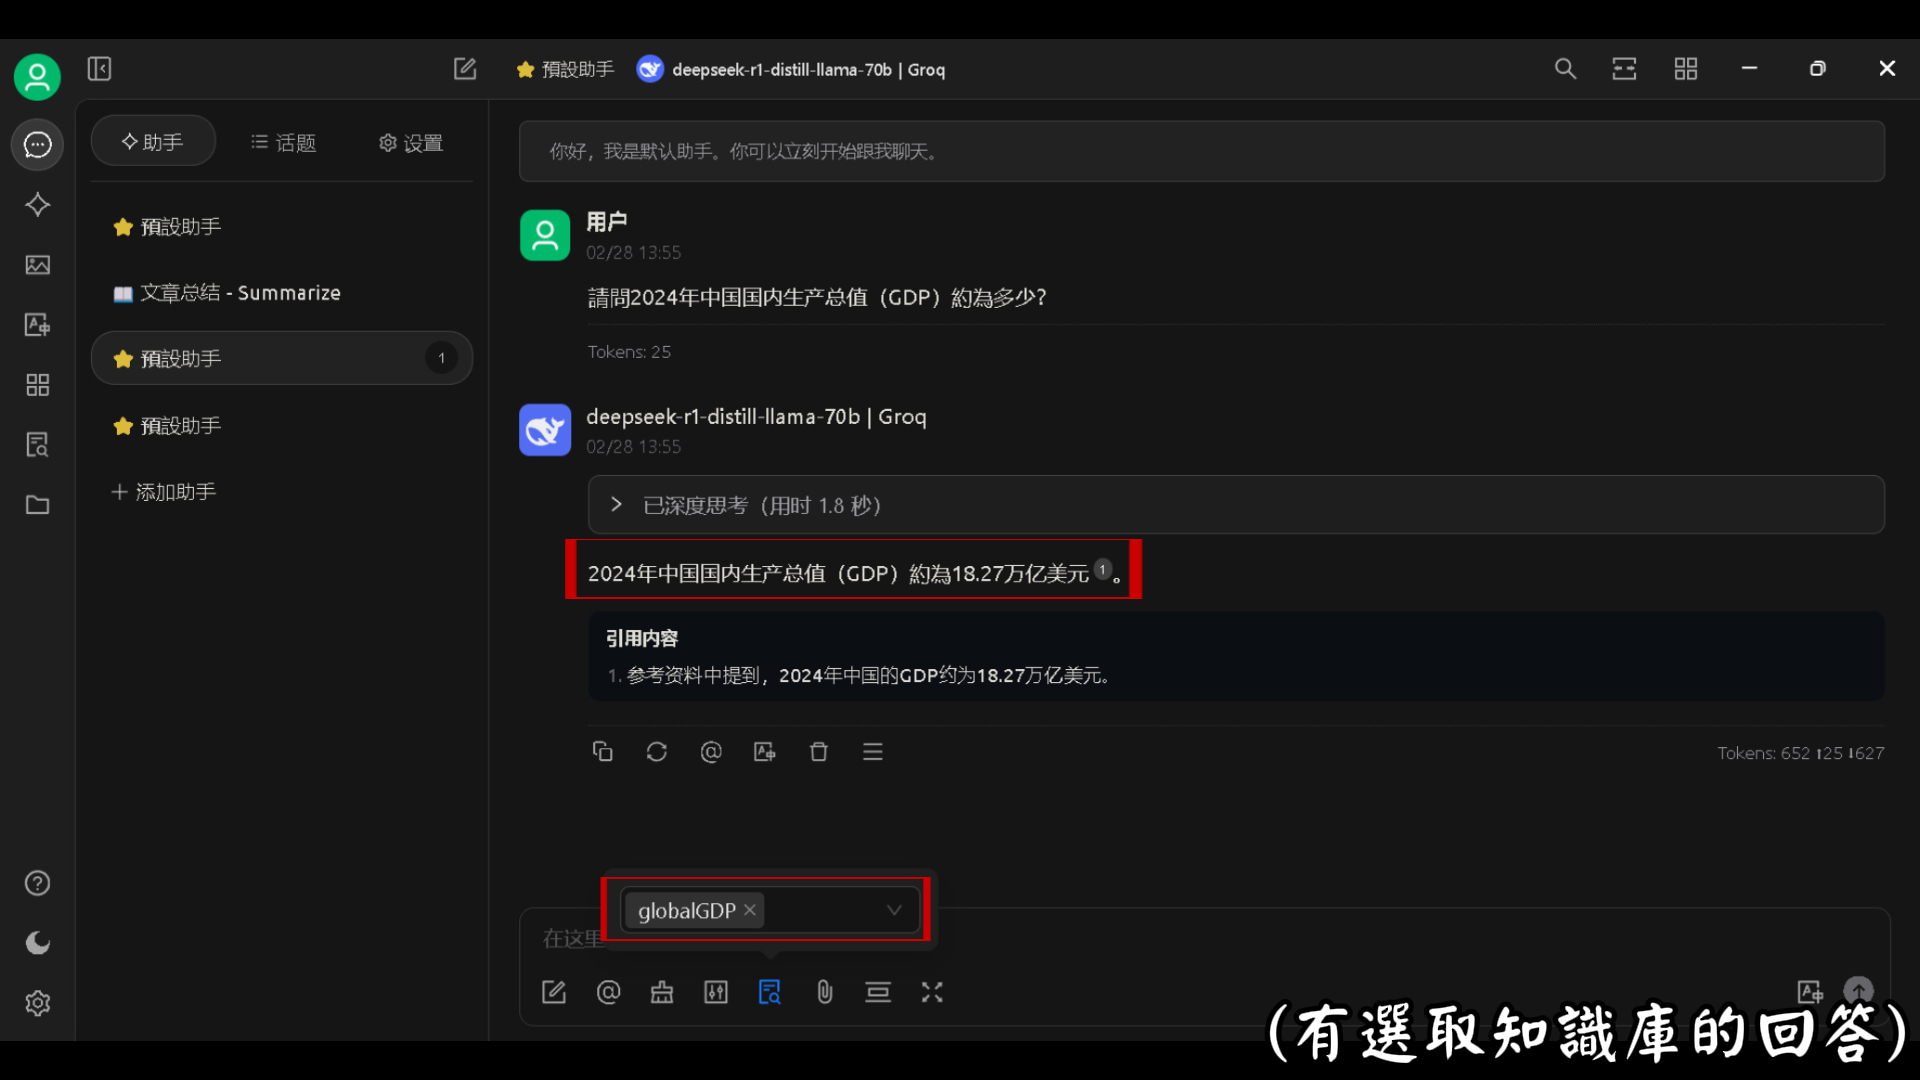 預設助手
deepseek-r1-distill-llama-70b | Groq
助手
话题
设置
預設助手
文章总结 - Summarize
預設助手
1
預設助手
添加助手
你好，我是默认助手。你可以立刻开始跟我聊天。
用户
02/28 13:55
請問2024年中国国内生产总值（GDP）約為多少?
Tokens: 25
deepseek-r1-distill-llama-70b | Groq
02/28 13:55
已深度思考（用时 1.8 秒）
2024年中国国内生产总值（GDP）約為18.27万亿美元 1 。
引用内容
1. 参考资料中提到，2024年中国的GDP约为18.27万亿美元。
Tokens: 652 ↑25 ↓627
globalGDP
在这里
(有選取知識庫的回答)